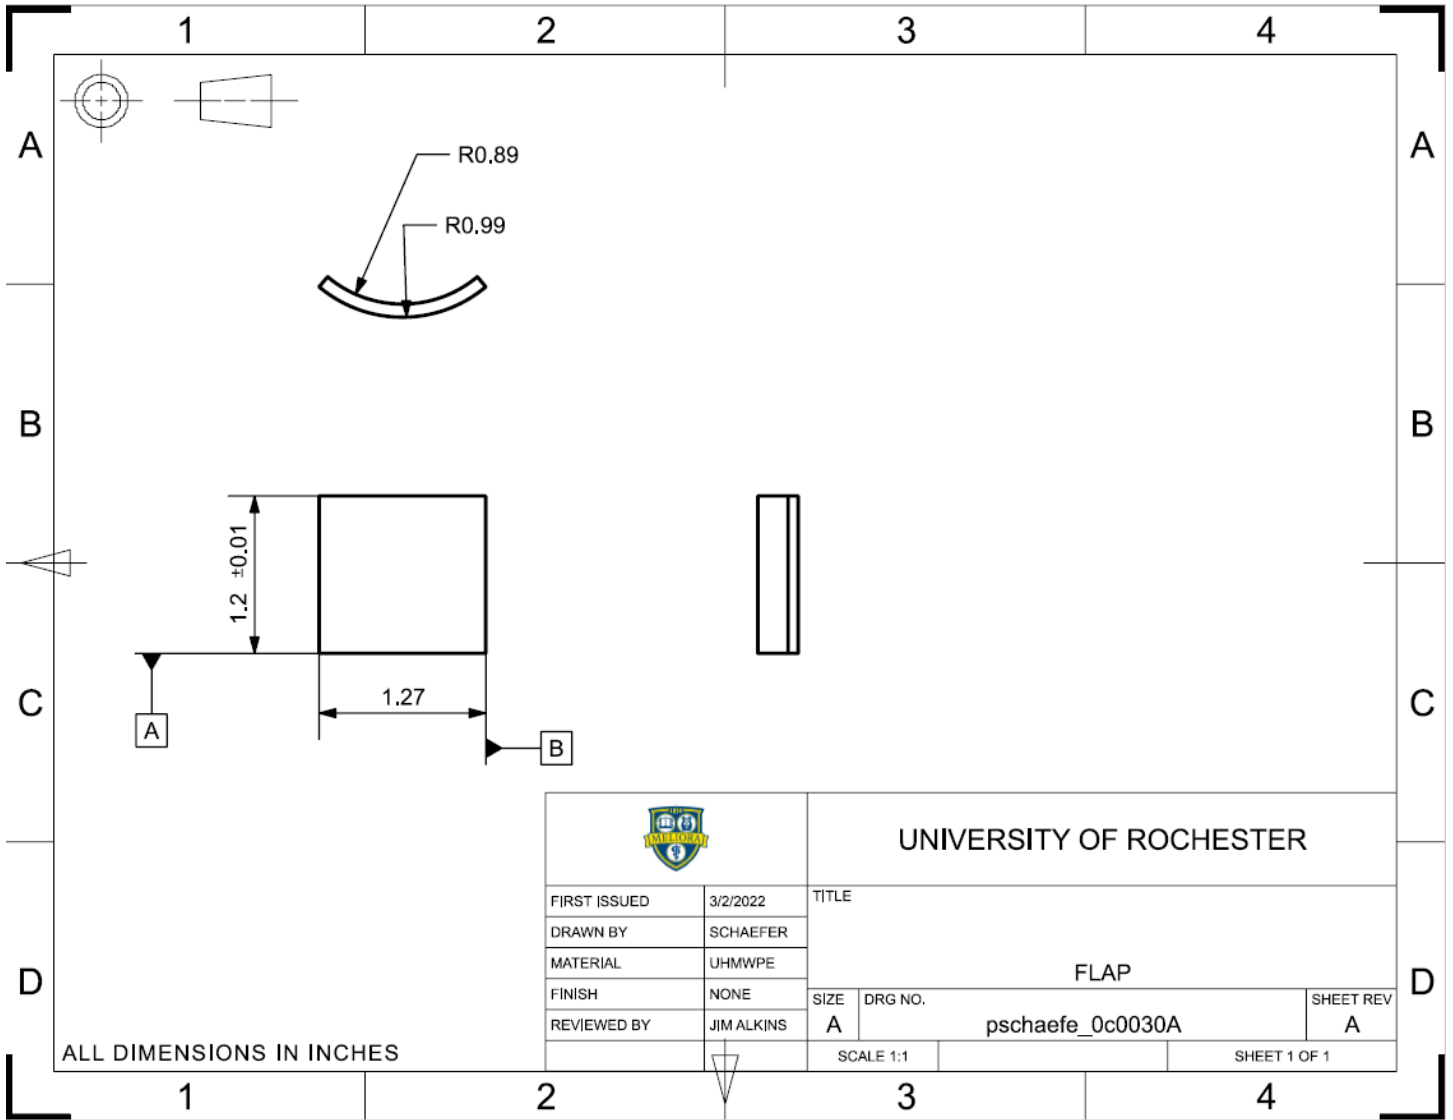 1 2 3 4
A A
R0.89
R0.99
B B
1.2 ±0.01
1.27
C C
A
B
1850
MELIORA
UNIVERSITY OF ROCHESTER
FIRST ISSUED 3/2/2022
TITLE
DRAWN BY SCHAEFER
MATERIAL UHMWPE
FLAP
D D
FINISH NONE
SIZE DRG NO. SHEET REV
REVIEWED BY JIM ALKINS
A pschaefe_0c0030A A
ALL DIMENSIONS IN INCHES
SCALE 1:1 SHEET 1 OF 1
1 2 3 4